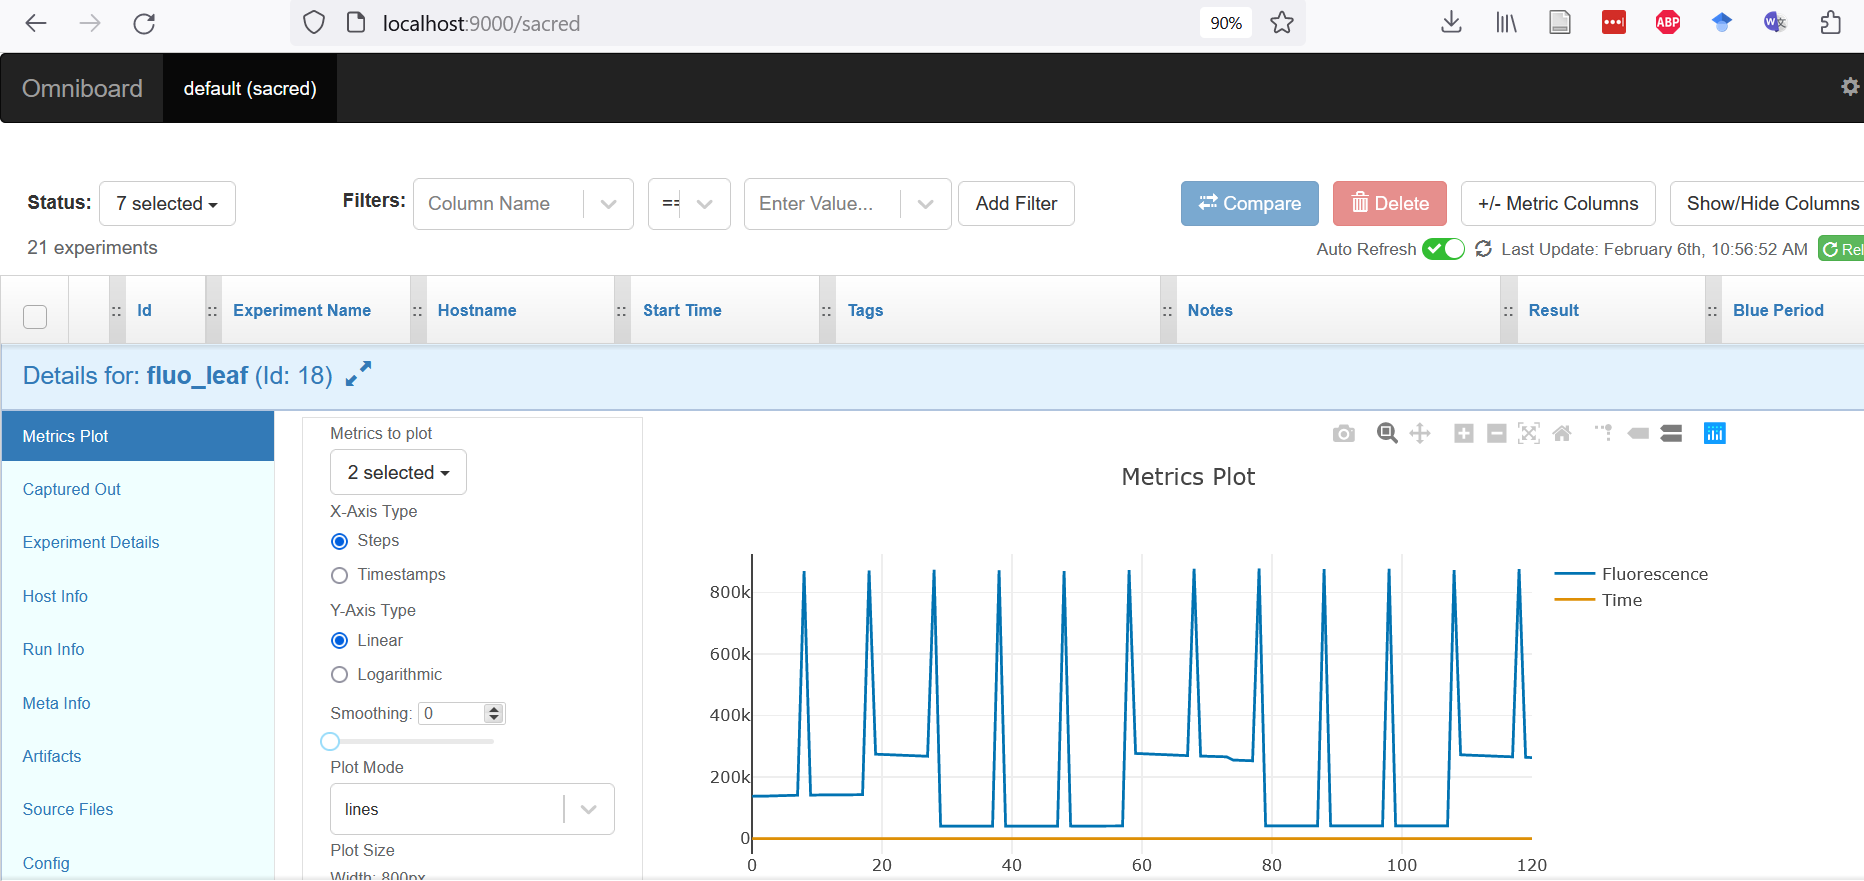 localhost:9000/sacred
90%
ABP
Omniboard
default (sacred)
Status:
7 selected
Filters:
Column Name
==
Enter Value...
Add Filter
Compare
Delete
+/- Metric Columns
Show/Hide Columns
21 experiments
Auto Refresh
Last Update: February 6th, 10:56:52 AM
Id
Experiment Name
Hostname
Start Time
Tags
Notes
Result
Blue Period
Details for: fluo_leaf (Id: 18)
Metrics Plot
Captured Out
Experiment Details
Host Info
Run Info
Meta Info
Artifacts
Source Files
Config
Metrics to plot
2 selected
X-Axis Type
Steps
Timestamps
Y-Axis Type
Linear
Logarithmic
Smoothing: 0
Plot Mode
lines
Plot Size
Width: 800px
Metrics Plot
800k
600k
400k
200k
0
0 20 40 60 80 100 120
Fluorescence
Time